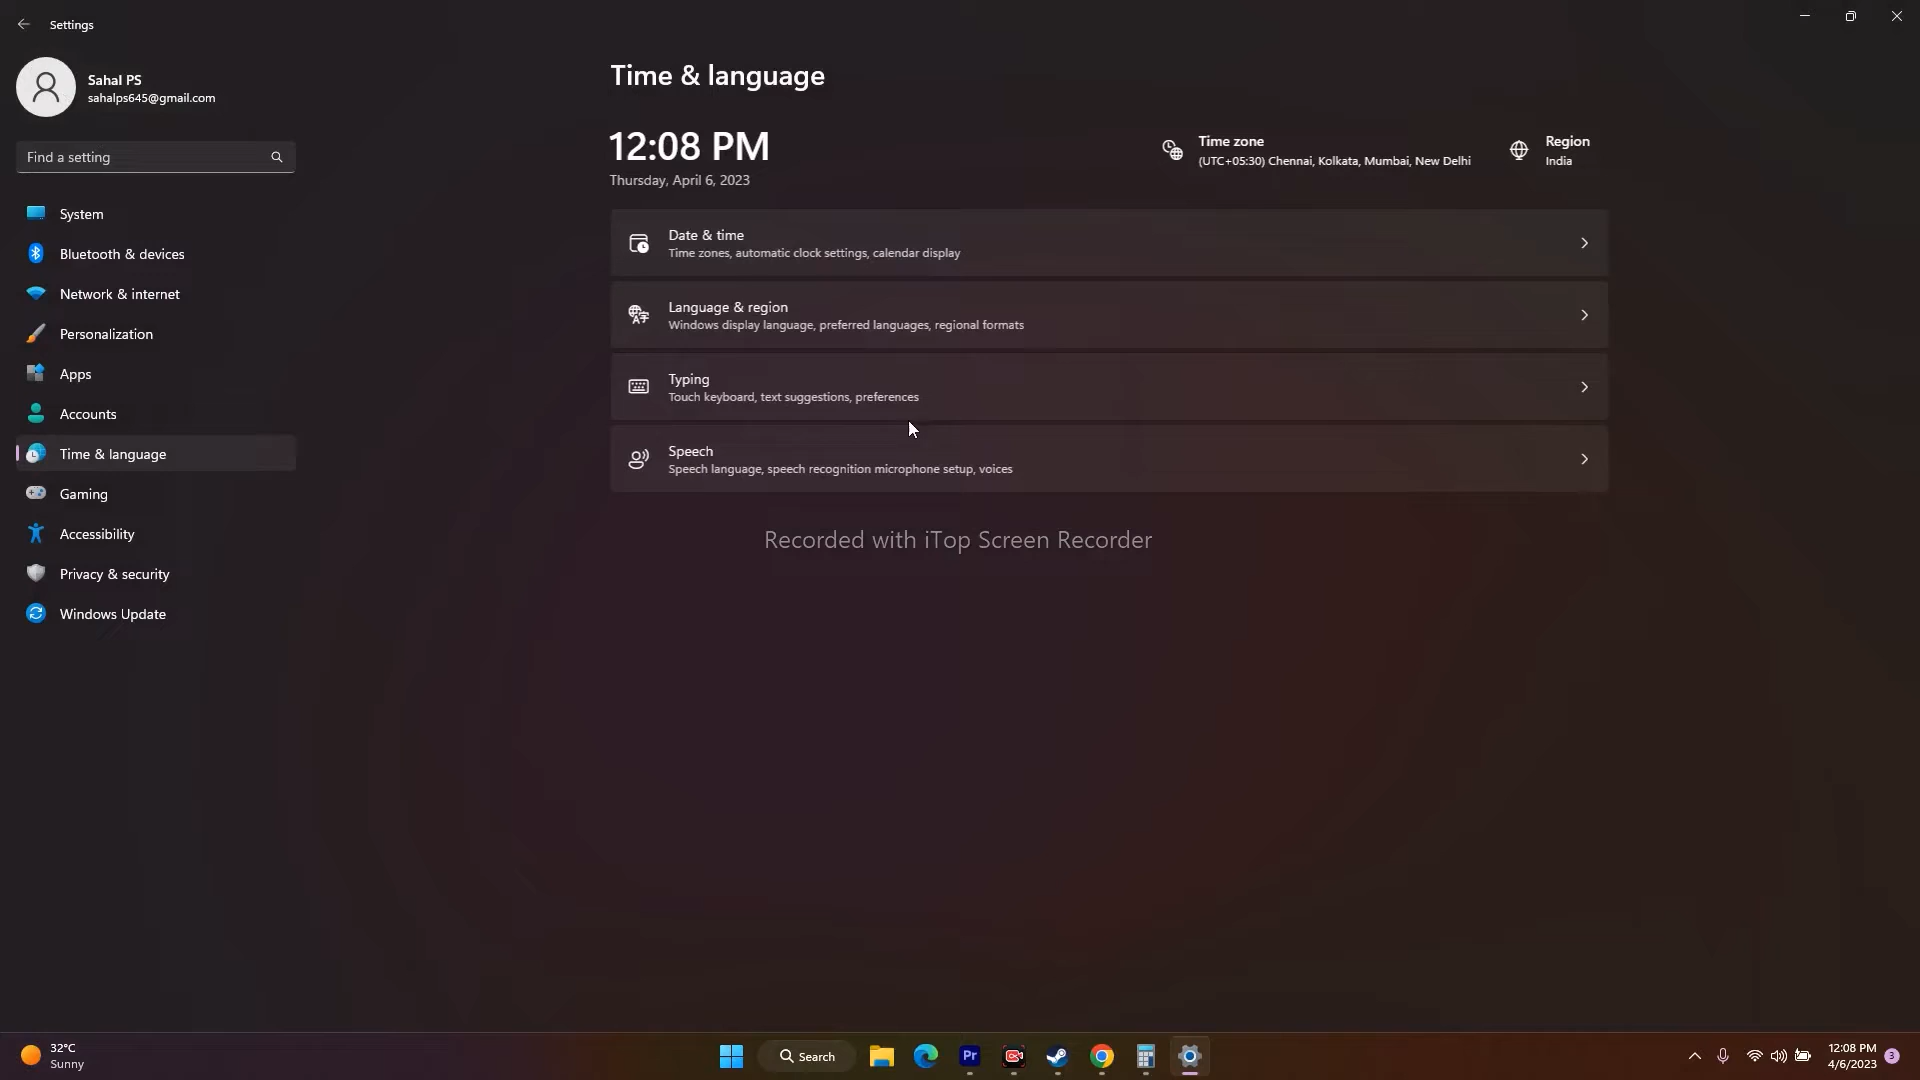 Settings
Sahal PS
sahalps645@gmail.com
Find a setting
System
Bluetooth & devices
Network & internet
Personalization
Apps
Accounts
Time & language
Gaming
Accessibility
Privacy & security
Windows Update
Time & language
12:08 PM
Thursday, April 6, 2023
Time zone
(UTC+05:30) Chennai, Kolkata, Mumbai, New Delhi
Region
India
Date & time
Time zones, automatic clock settings, calendar display
Language & region
Windows display language, preferred languages, regional formats
Typing
Touch keyboard, text suggestions, preferences
Speech
Speech language, speech recognition microphone setup, voices
Recorded with iTop Screen Recorder
32°C
Sunny
Search
Pr
12:08 PM
4/6/2023
3